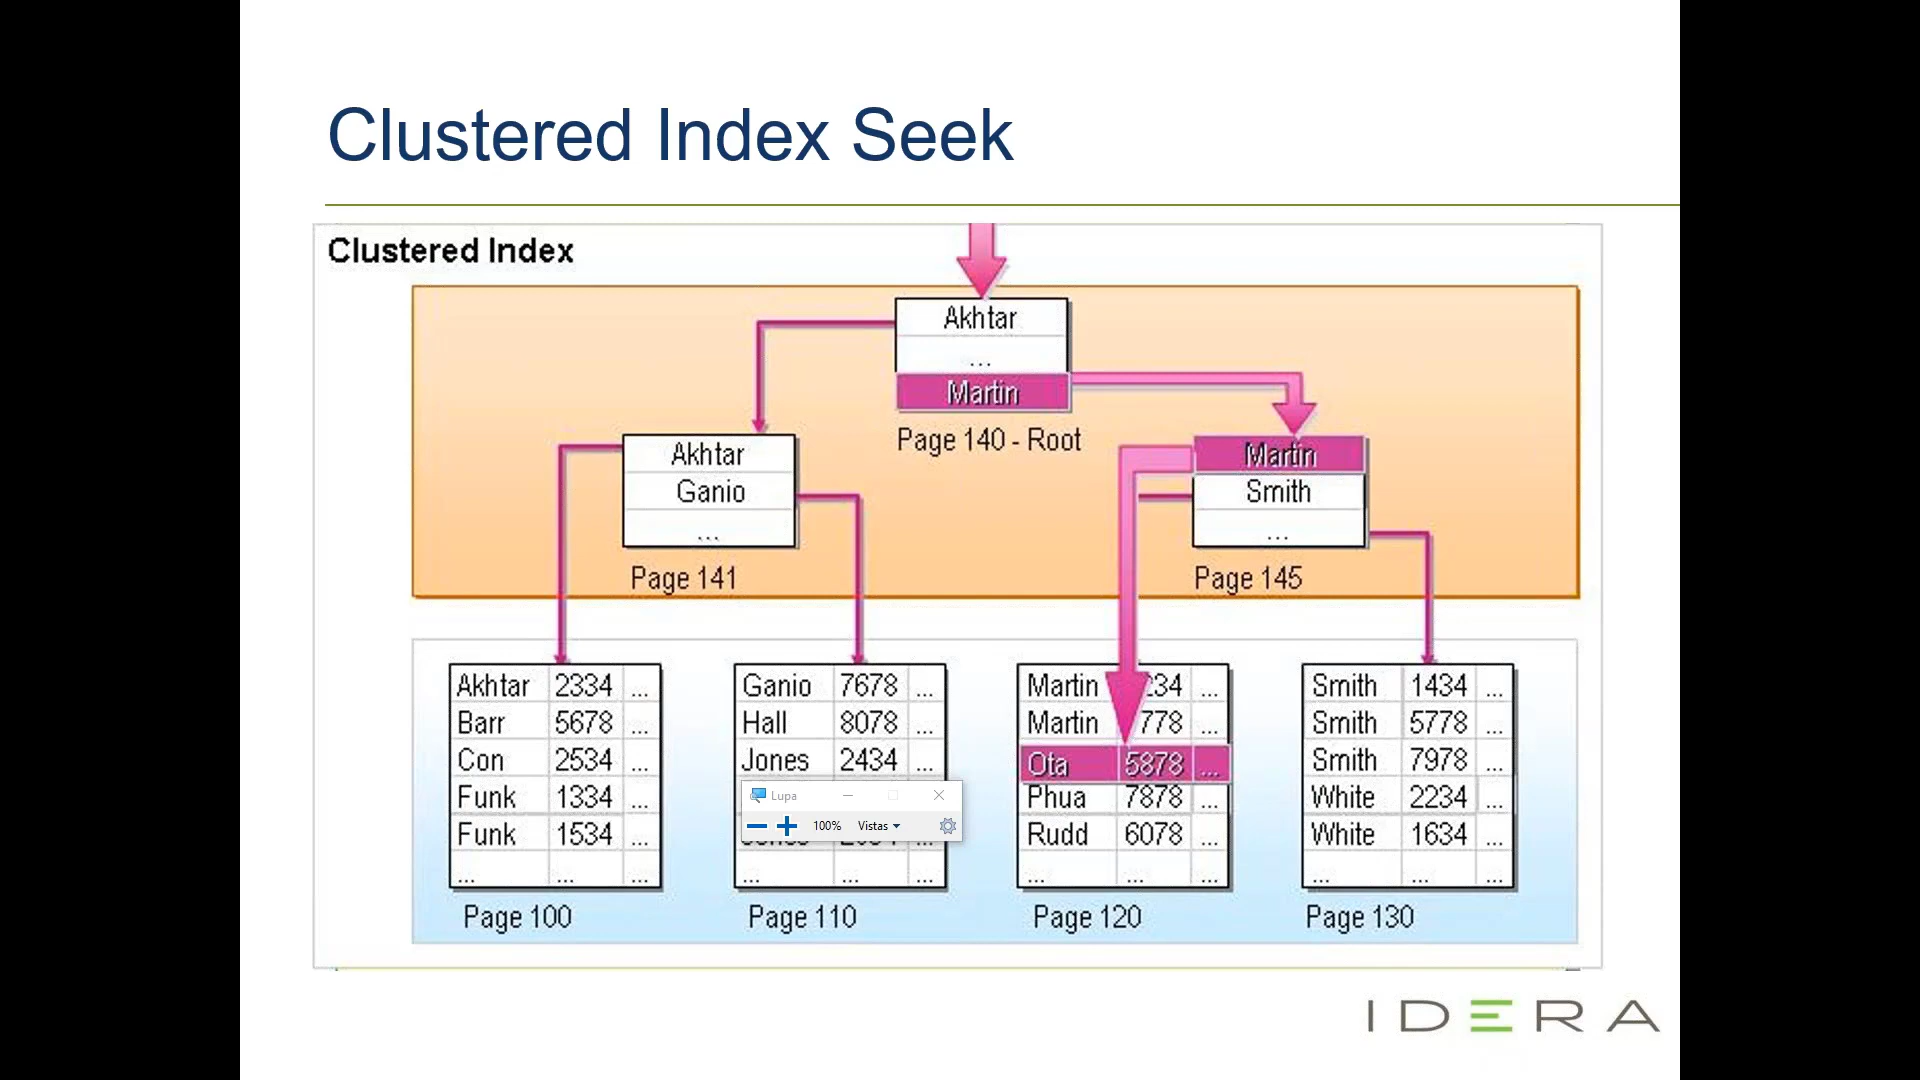 Clustered Index Seek
Clustered Index
Akhtar
...
Martin
Page 140 - Root
Akhtar
Ganio
...
Page 141
Martin
Smith
...
Page 145
Akhtar 2334 ...
Barr 5678 ...
Con 2534 ...
Funk 1334 ...
Funk 1534 ...
... ... ...
Page 100
Ganio 7678 ...
Hall 8078 ...
Jones 2434 ...
... ... ...
Page 110
Lupa
100% Vistas
Martin ...
Martin ...
Ota 5878 ...
Phua 7878 ...
Rudd 6078 ...
... ... ...
Page 120
Smith 1434 ...
Smith 5778 ...
Smith 7978 ...
White 2234 ...
White 1634 ...
... ... ...
Page 130
IDERA